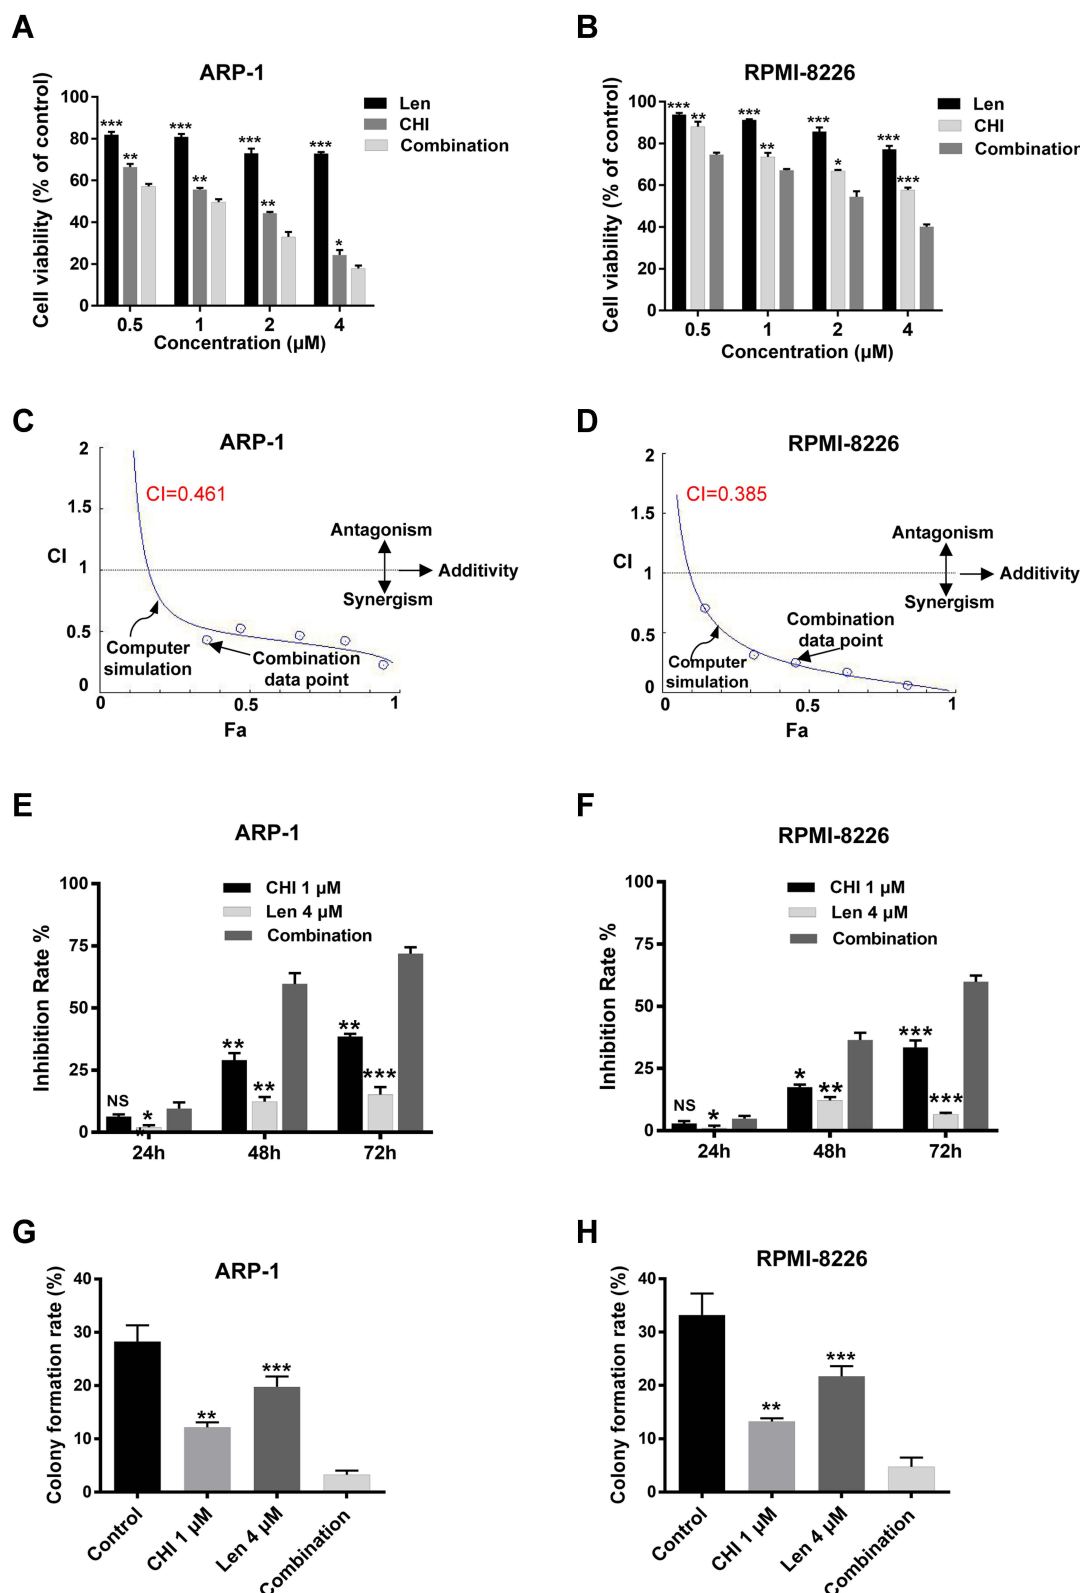 A
ARP-1
Cell viability (% of control)
100
80
60
40
20
0
*** ** *** ** *** ** *** *
0.5 1 2 4
Concentration (µM)
Len
CHI
Combination
B
RPMI-8226
Cell viability (% of control)
100
80
60
40
20
0
*** ** *** ** *** * *** ***
0.5 1 2 4
Concentration (µM)
Len
CHI
Combination
C
ARP-1
2
1.5
1
0.5
0
CI
CI=0.461
Antagonism
Additivity
Synergism
Computer
simulation
Combination
data point
0 0.5 1
Fa
D
RPMI-8226
2
1.5
1
0.5
0
CI
CI=0.385
Antagonism
Additivity
Synergism
Combination
data point
Computer
simulation
0 0.5 1
Fa
E
ARP-1
Inhibition Rate %
100
75
50
25
0
CHI 1 µM
Len 4 µM
Combination
NS * ** ** ** ***
24h 48h 72h
F
RPMI-8226
Inhibition Rate %
100
75
50
25
0
CHI 1 µM
Len 4 µM
Combination
NS * * ** *** ***
24h 48h 72h
G
ARP-1
Colony formation rate (%)
40
30
20
10
0
** ***
Control
CHI 1 µM
Len 4 µM
Combination
H
RPMI-8226
Colony formation rate (%)
40
30
20
10
0
** ***
Control
CHI 1 µM
Len 4 µM
Combination